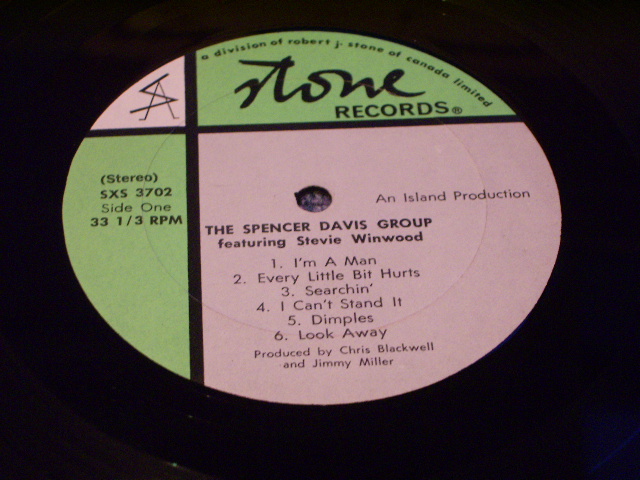 a division of robert j. stone of canada limited
stone
RECORDS®
(Stereo)
SXS 3702
Side One
33 1/3 RPM
An Island Production
THE SPENCER DAVIS GROUP
featuring Stevie Winwood
1. I'm A Man
2. Every Little Bit Hurts
3. Searchin'
4. I Can't Stand It
5. Dimples
6. Look Away
Produced by Chris Blackwell
and Jimmy Miller